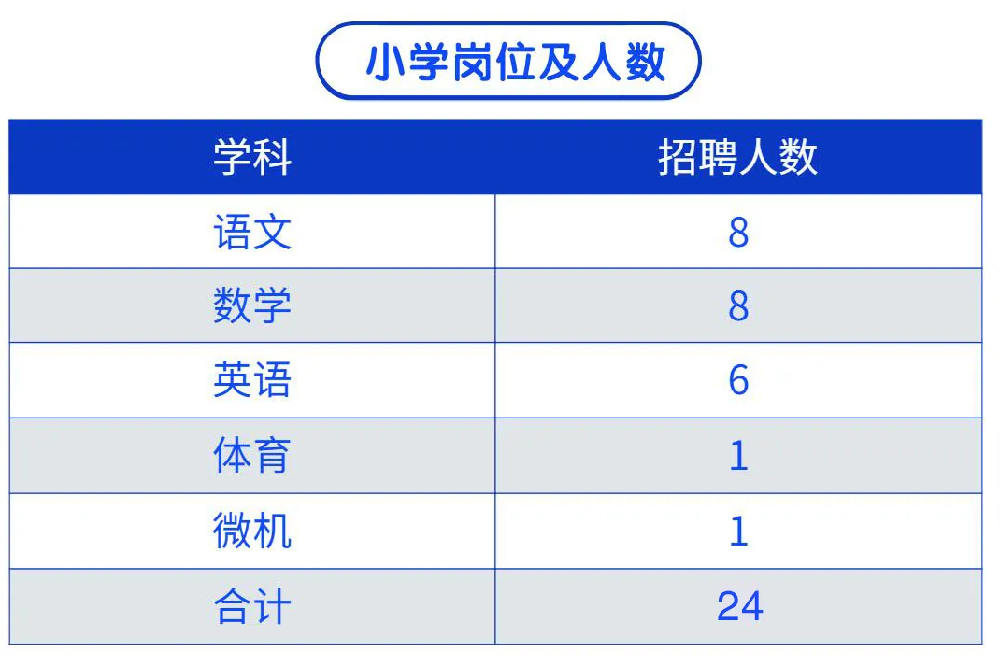 小学岗位及人数
学科 招聘人数
语文 8
数学 8
英语 6
体育 1
微机 1
合计 24